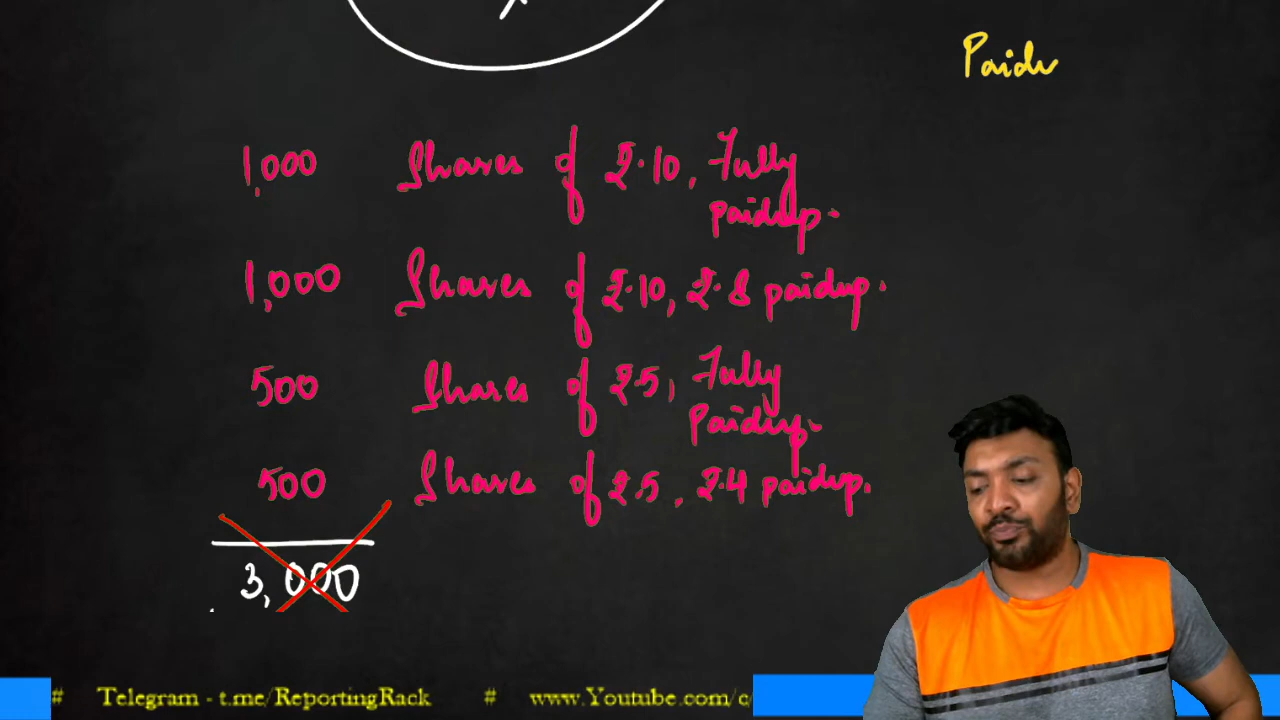 Paidu
1,000 Shares of ₹.10, Fully
paidup.
1,000 Shares of ₹.10, ₹.8 paidup.
500 Shares of ₹.5, Fully
Paidup.
500 Shares of ₹.5, ₹.4 paidup.
3,000
# Telegram - t.me/ReportingRack # www.Youtube.com/c